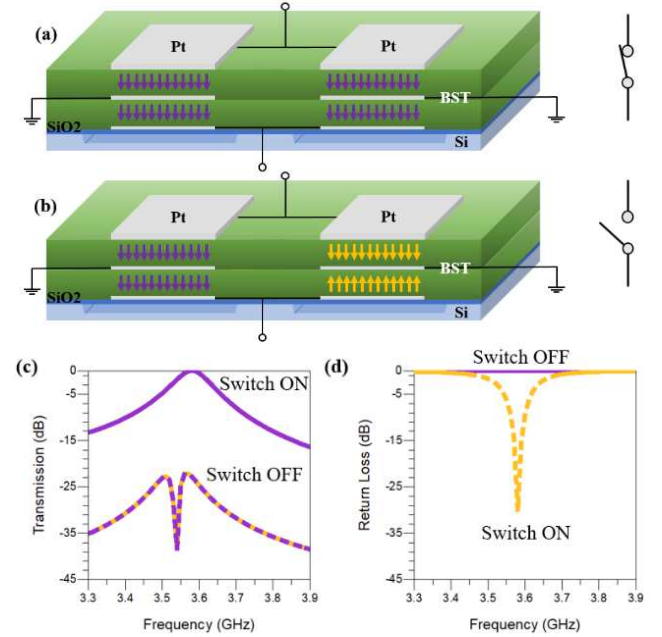 (a)
Pt
Pt
BST
SiO2
Si
(b)
Pt
Pt
BST
SiO2
Si
(c)
Transmission (dB)
0
-5
-15
-25
-35
-45
Switch ON
Switch OFF
3.3 3.4 3.5 3.6 3.7 3.8 3.9
Frequency (GHz)
(d)
Return Loss (dB)
0
-5
-15
-25
-35
-45
Switch OFF
Switch ON
3.3 3.4 3.5 3.6 3.7 3.8 3.9
Frequency (GHz)